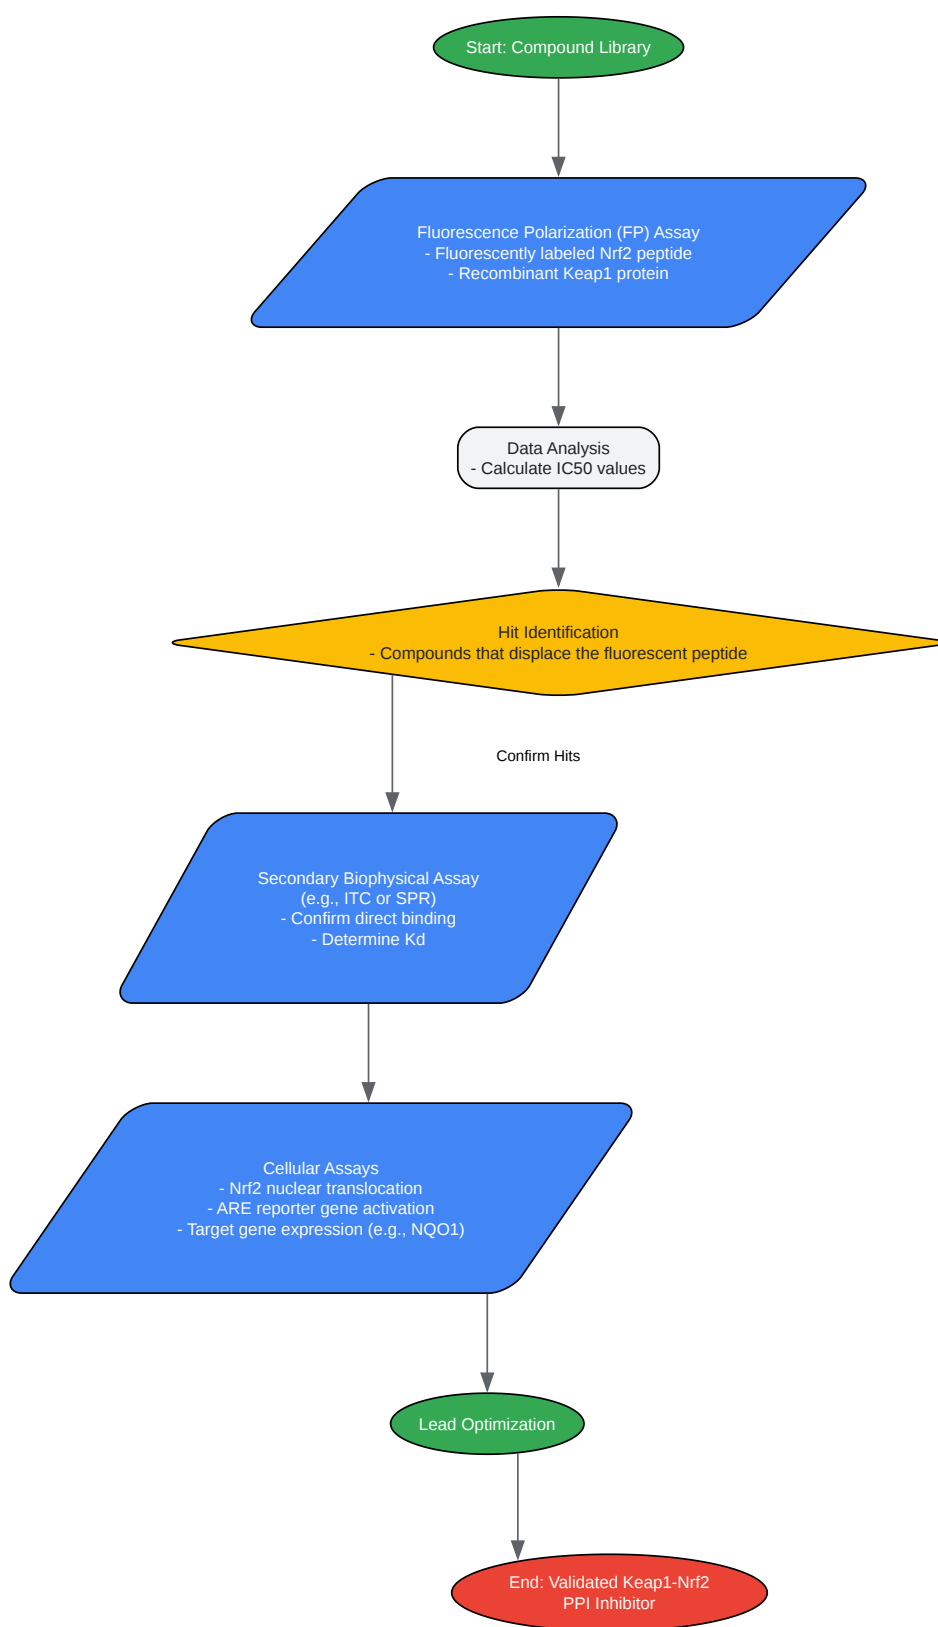 Start: Compound Library
Fluorescence Polarization (FP) Assay
- Fluorescently labeled Nrf2 peptide
- Recombinant Keap1 protein
Data Analysis
- Calculate IC50 values
Hit Identification
- Compounds that displace the fluorescent peptide
Confirm Hits
Secondary Biophysical Assay
(e.g., ITC or SPR)
- Confirm direct binding
- Determine Kd
Cellular Assays
- Nrf2 nuclear translocation
- ARE reporter gene activation
- Target gene expression (e.g., NQO1)
Lead Optimization
End: Validated Keap1-Nrf2
PPI Inhibitor